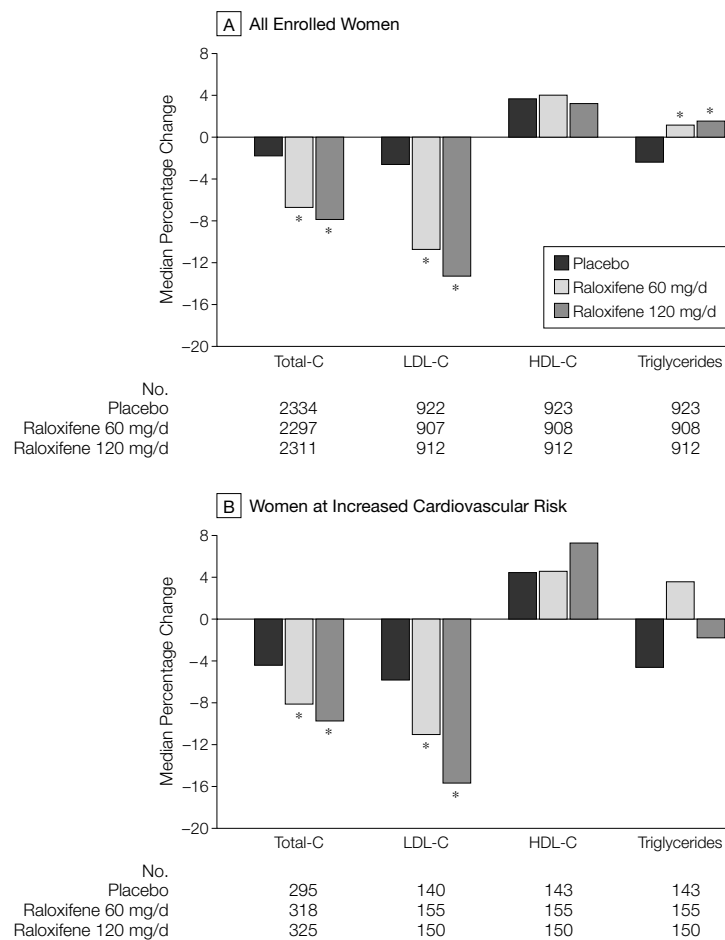 A All Enrolled Women
8
4
0
−4
−8
−12
−16
−20
Median Percentage Change
*
*
*
*
*
*
Placebo
Raloxifene 60 mg/d
Raloxifene 120 mg/d
Total-C LDL-C HDL-C Triglycerides
No.
Placebo 2334 922 923 923
Raloxifene 60 mg/d 2297 907 908 908
Raloxifene 120 mg/d 2311 912 912 912
B Women at Increased Cardiovascular Risk
8
4
0
−4
−8
−12
−16
−20
Median Percentage Change
*
*
*
*
Total-C LDL-C HDL-C Triglycerides
No.
Placebo 295 140 143 143
Raloxifene 60 mg/d 318 155 155 155
Raloxifene 120 mg/d 325 150 150 150